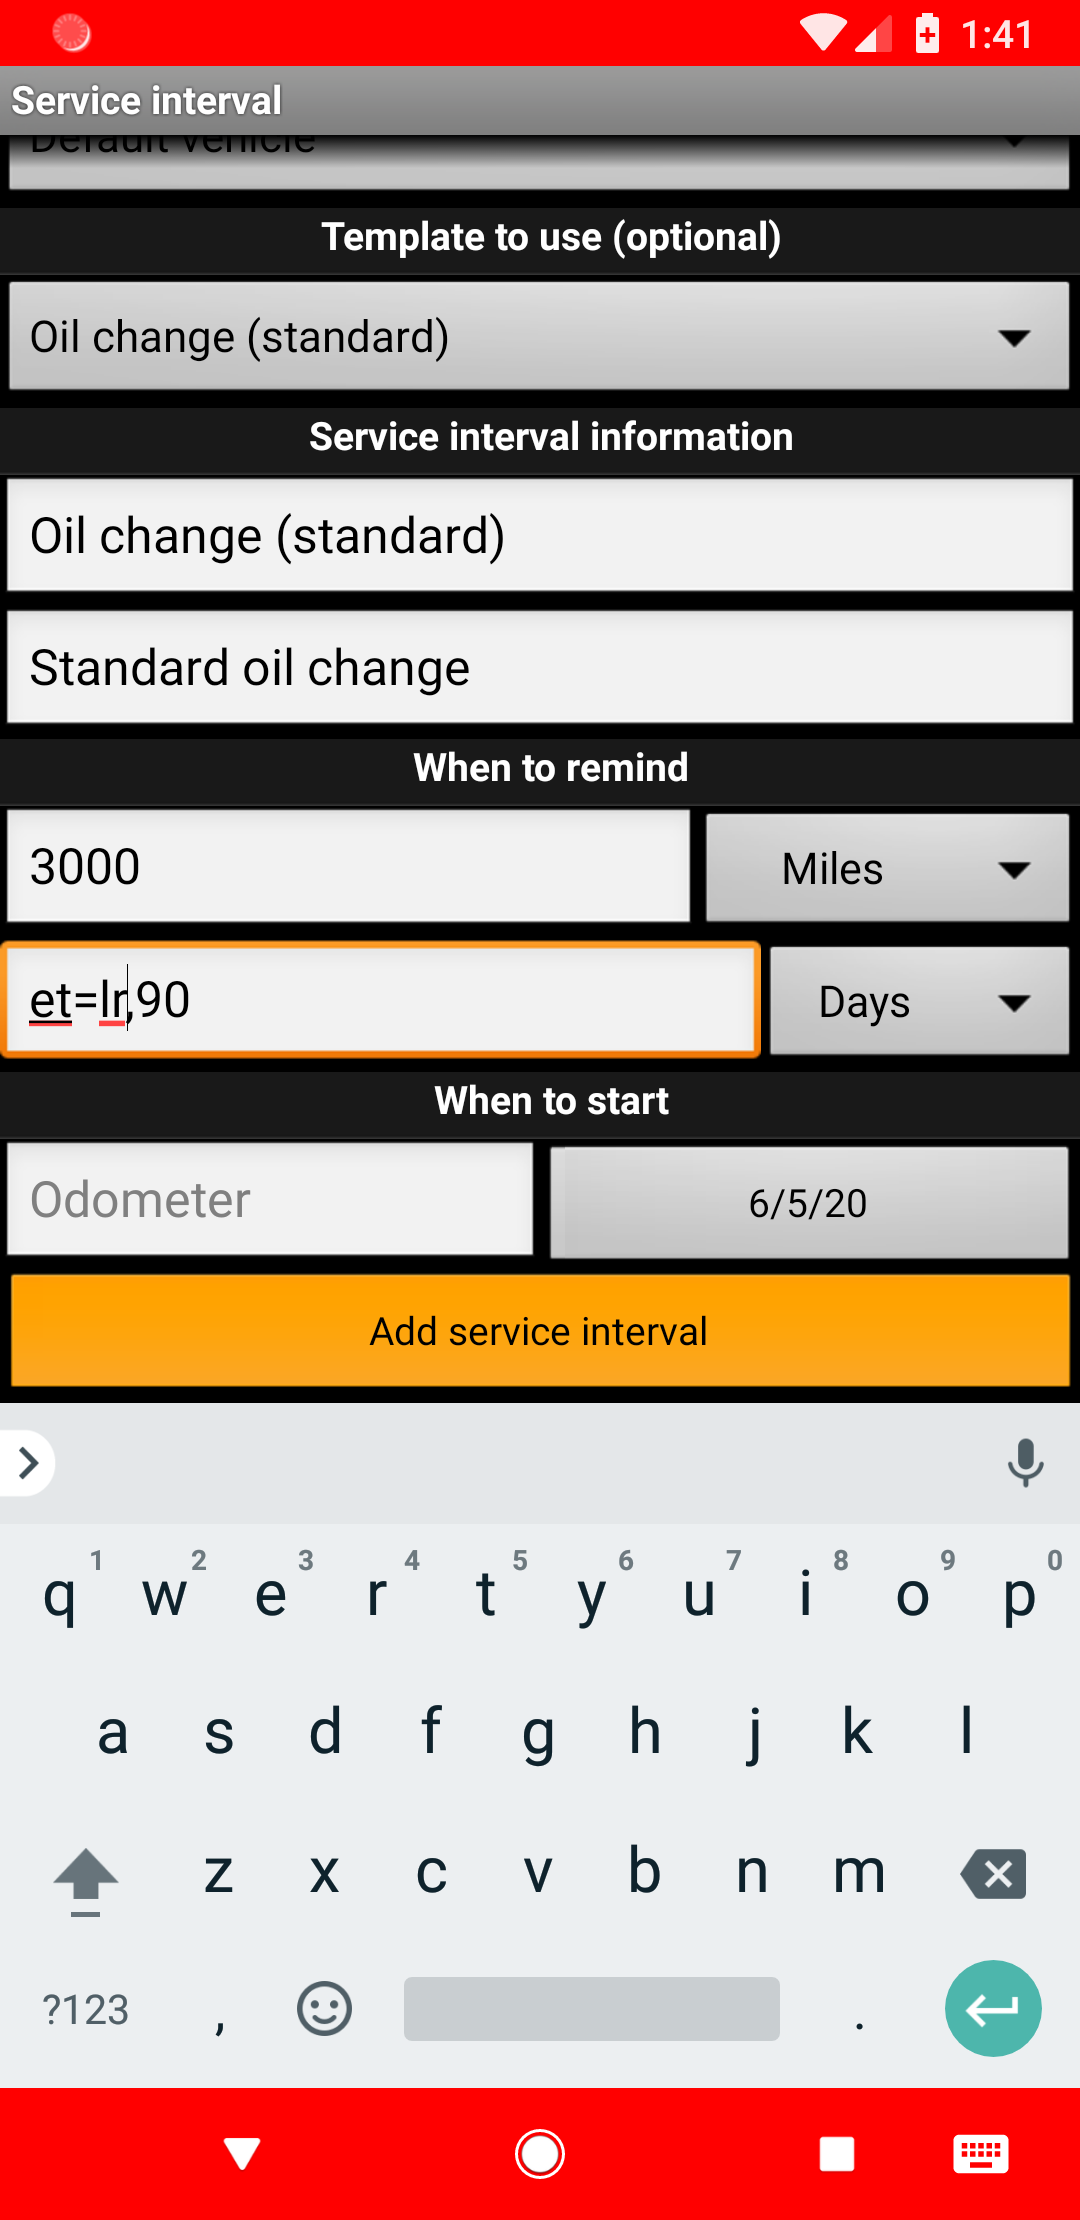 1:41
Service interval
Default vehicle
Template to use (optional)
Oil change (standard)
Service interval information
Oil change (standard)
Standard oil change
When to remind
3000 Miles
et=lr,90 Days
When to start
Odometer 6/5/20
Add service interval
1 2 3 4 5 6 7 8 9 0
q w e r t y u i o p
a s d f g h j k l
z x c v b n m
?123 , .